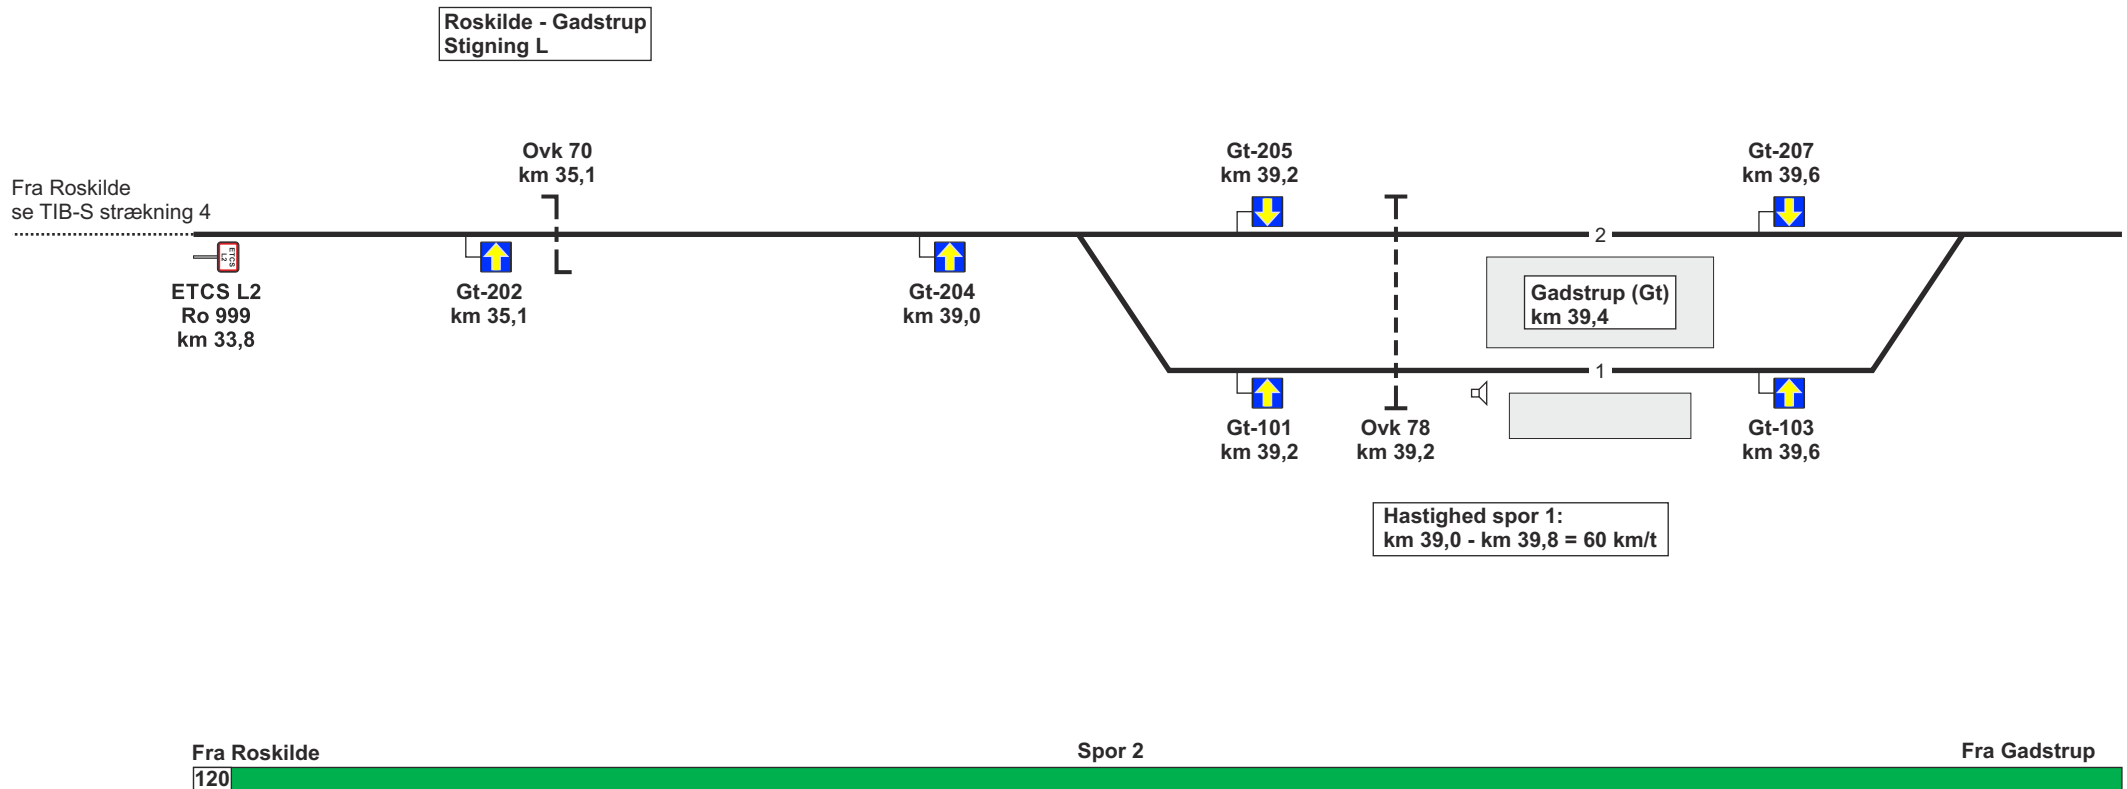 Roskilde - Gadstrup
Stigning L
Ovk 70
km 35,1
Gt-205
km 39,2
Gt-207
km 39,6
Fra Roskilde
se TIB-S strækning 4
2
ETCS
L2
ETCS L2
Ro 999
km 33,8
Gt-202
km 35,1
Gt-204
km 39,0
Gadstrup (Gt)
km 39,4
1
Gt-101
km 39,2
Ovk 78
km 39,2
Gt-103
km 39,6
Hastighed spor 1:
km 39,0 - km 39,8 = 60 km/t
Fra Roskilde
Spor 2
Fra Gadstrup
120